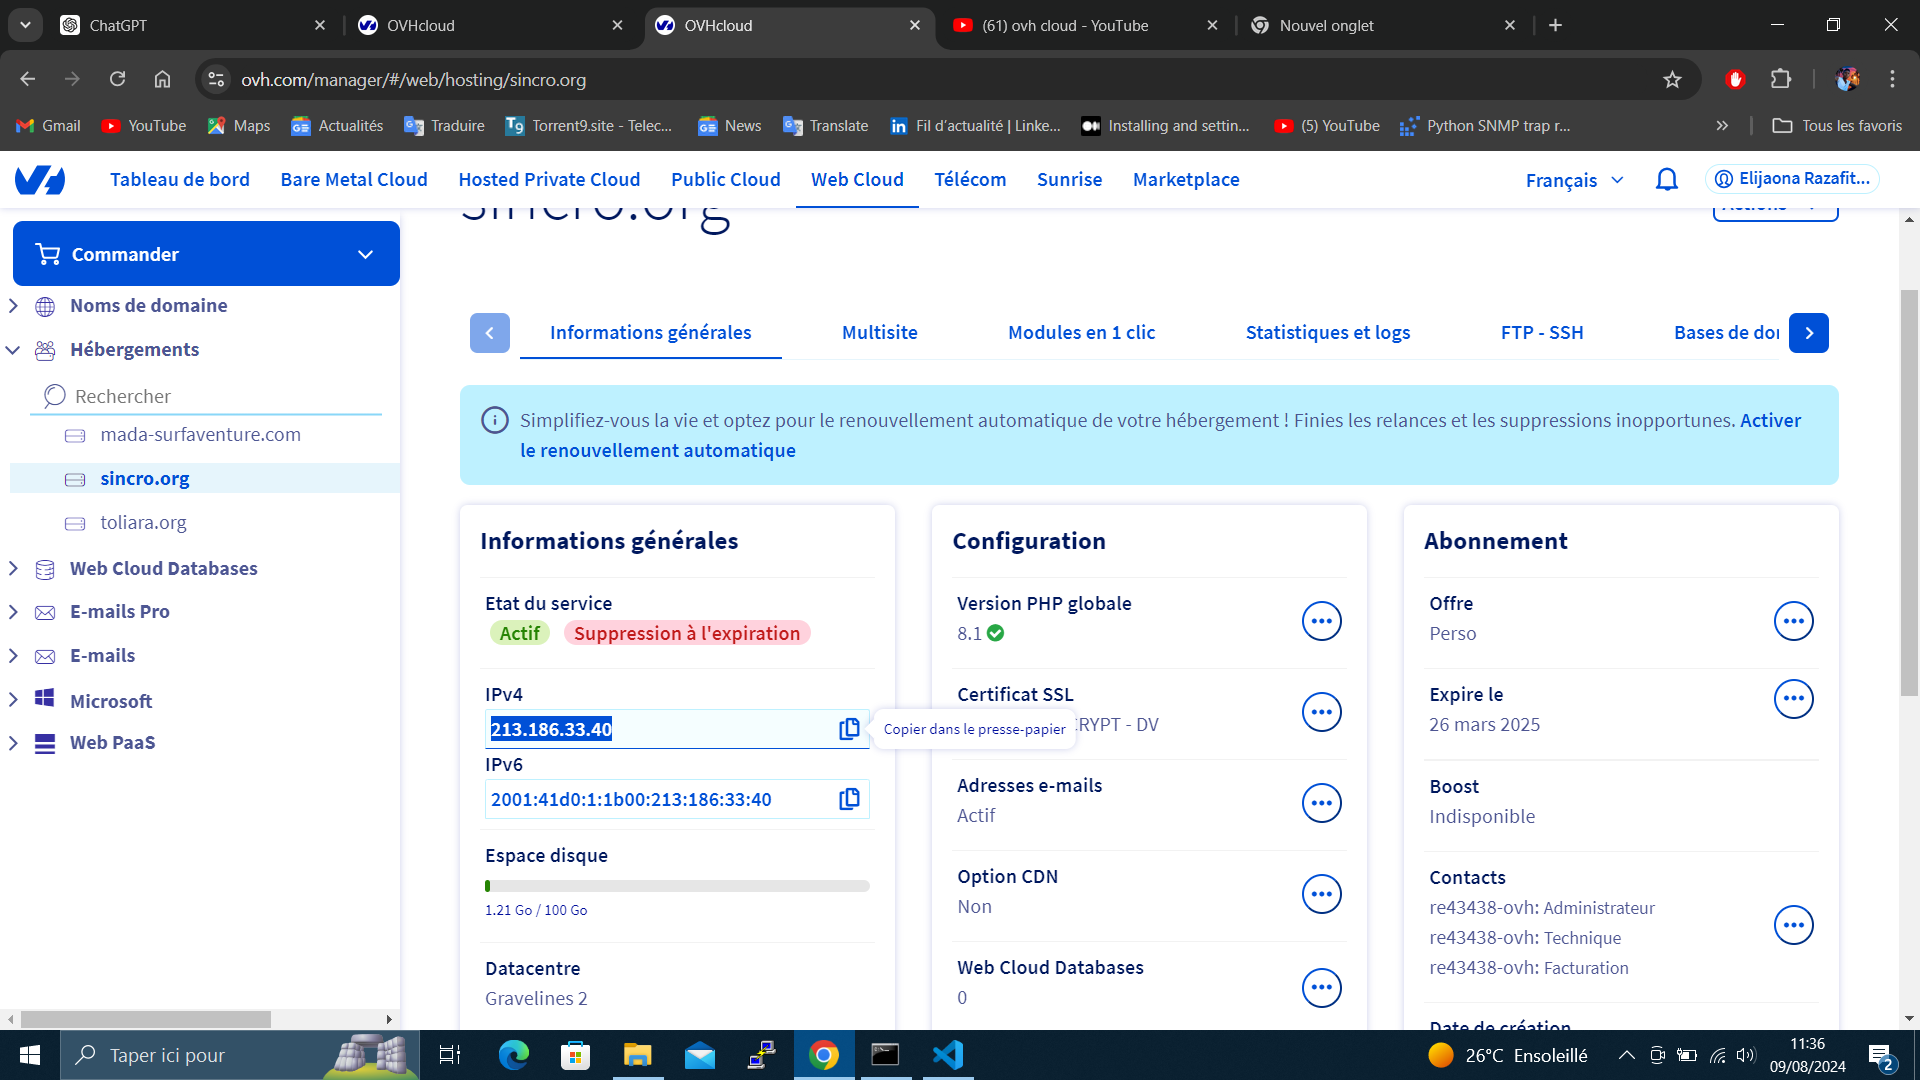 ChatGPT
OVHcloud
OVHcloud
(61) ovh cloud - YouTube
Nouvel onglet
ovh.com/manager/#/web/hosting/sincro.org
Gmail
YouTube
Maps
Actualités
Traduire
Torrent9.site - Telec...
News
Translate
Fil d'actualité | Linke...
Installing and settin...
(5) YouTube
Python SNMP trap r...
Tous les favoris
Tableau de bord
Bare Metal Cloud
Hosted Private Cloud
Public Cloud
Web Cloud
Télécom
Sunrise
Marketplace
Français
Elijaona Razafit...
sincro.org
Actions
Commander
Noms de domaine
Hébergements
Rechercher
mada-surfaventure.com
sincro.org
toliara.org
Web Cloud Databases
E-mails Pro
E-mails
Microsoft
Web PaaS
Informations générales
Multisite
Modules en 1 clic
Statistiques et logs
FTP - SSH
Bases de do
Simplifiez-vous la vie et optez pour le renouvellement automatique de votre hébergement ! Finies les relances et les suppressions inopportunes. Activer
le renouvellement automatique
Informations générales
Etat du service
Actif
Suppression à l'expiration
IPv4
213.186.33.40
Copier dans le presse-papier
IPv6
2001:41d0:1:1b00:213:186:33:40
Espace disque
1.21 Go / 100 Go
Datacentre
Gravelines 2
Configuration
Version PHP globale
8.1
Certificat SSL
CRYPT - DV
Adresses e-mails
Actif
Option CDN
Non
Web Cloud Databases
0
Abonnement
Offre
Perso
Expire le
26 mars 2025
Boost
Indisponible
Contacts
re43438-ovh: Administrateur
re43438-ovh: Technique
re43438-ovh: Facturation
Date de création
Taper ici pour
26°C Ensoleillé
11:36
09/08/2024
2